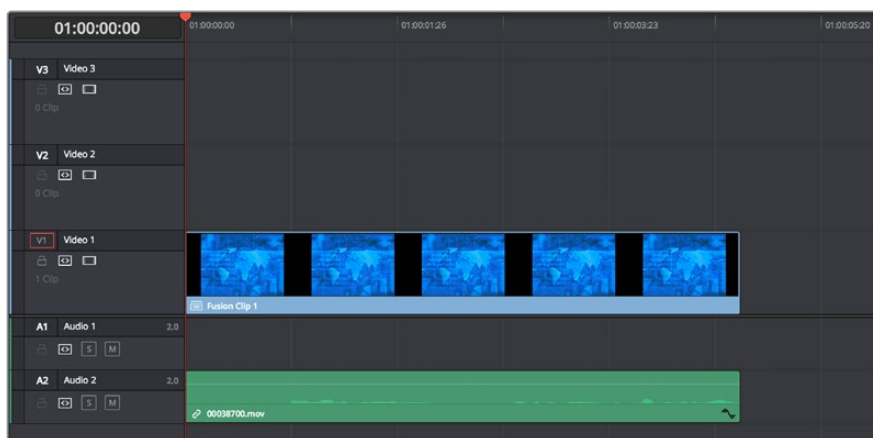 01:00:00:00
01:00:00:00 01:00:01:26 01:00:03:23 01:00:05:20
V3 Video 3
0 Clip
V2 Video 2
0 Clip
V1 Video 1
1 Clip
Fusion Clip 1
A1 Audio 1 2.0
S M
A2 Audio 2 2.0
S M
00038700.mov